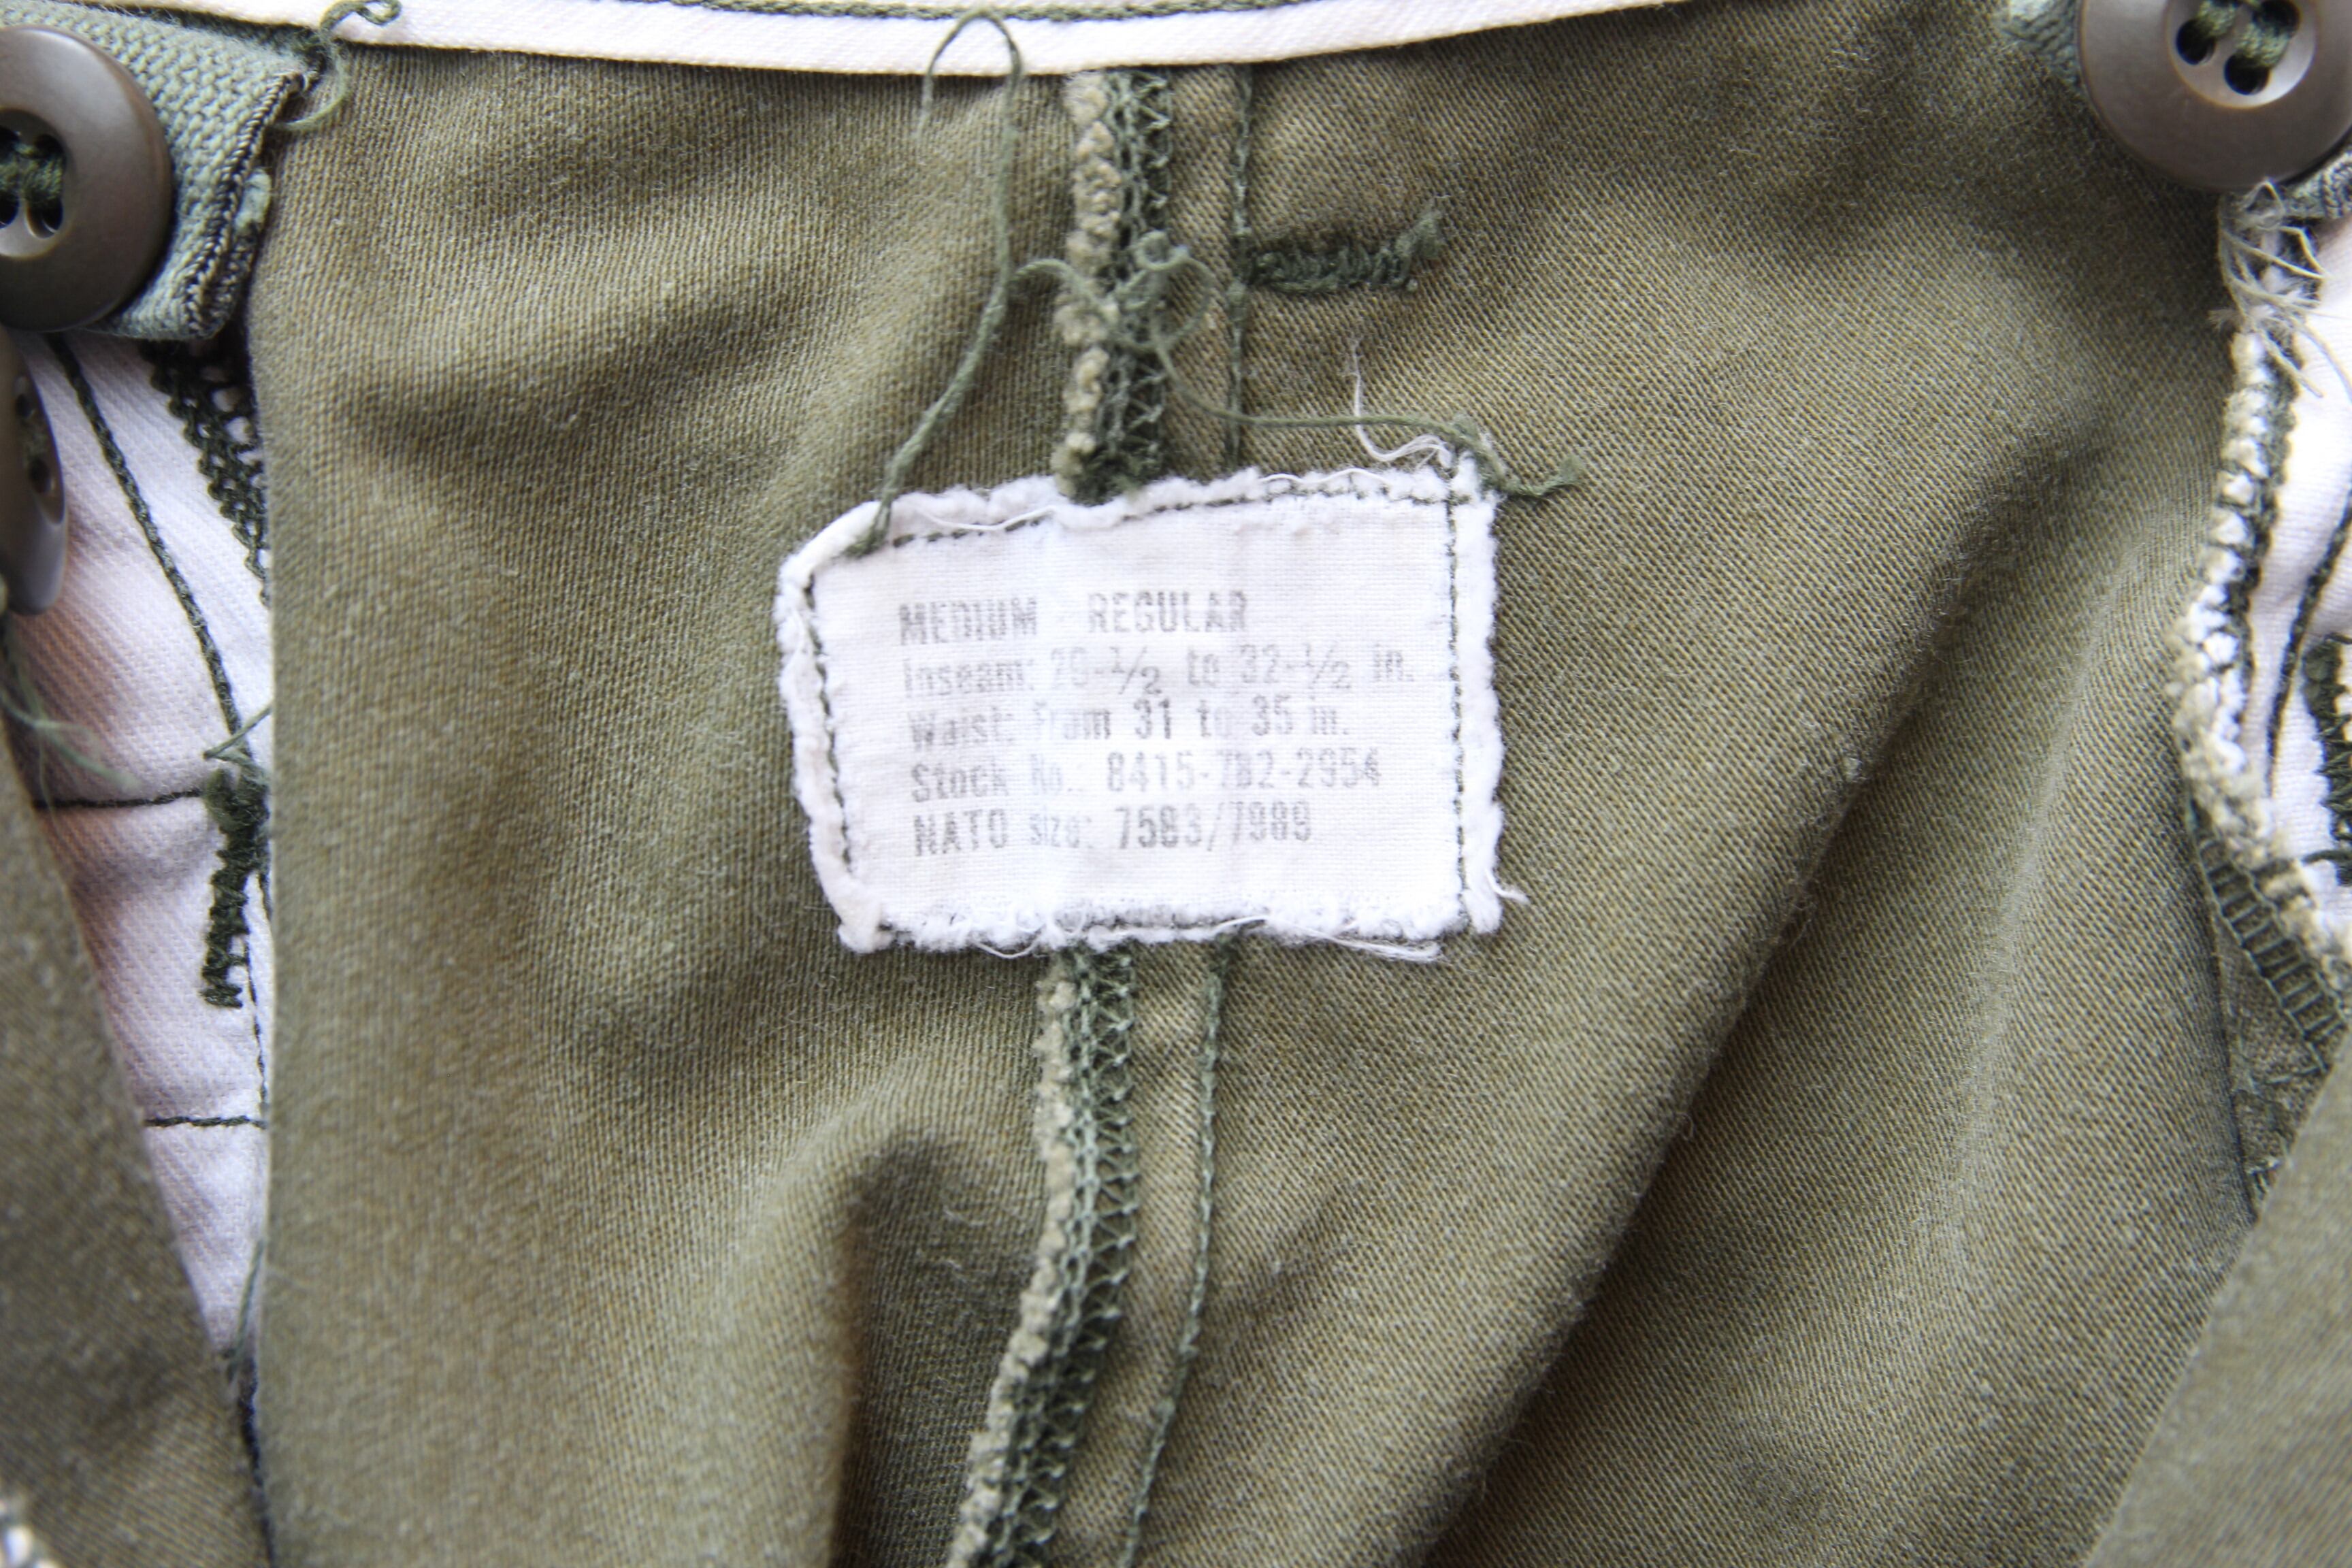 MEDIUM REGULAR
Inseam: 29-1/2 to 32-1/2 in.
Waist: From 31 to 35 in.
Stock No.: 8415-782-2954
NATO size: 7583/7989